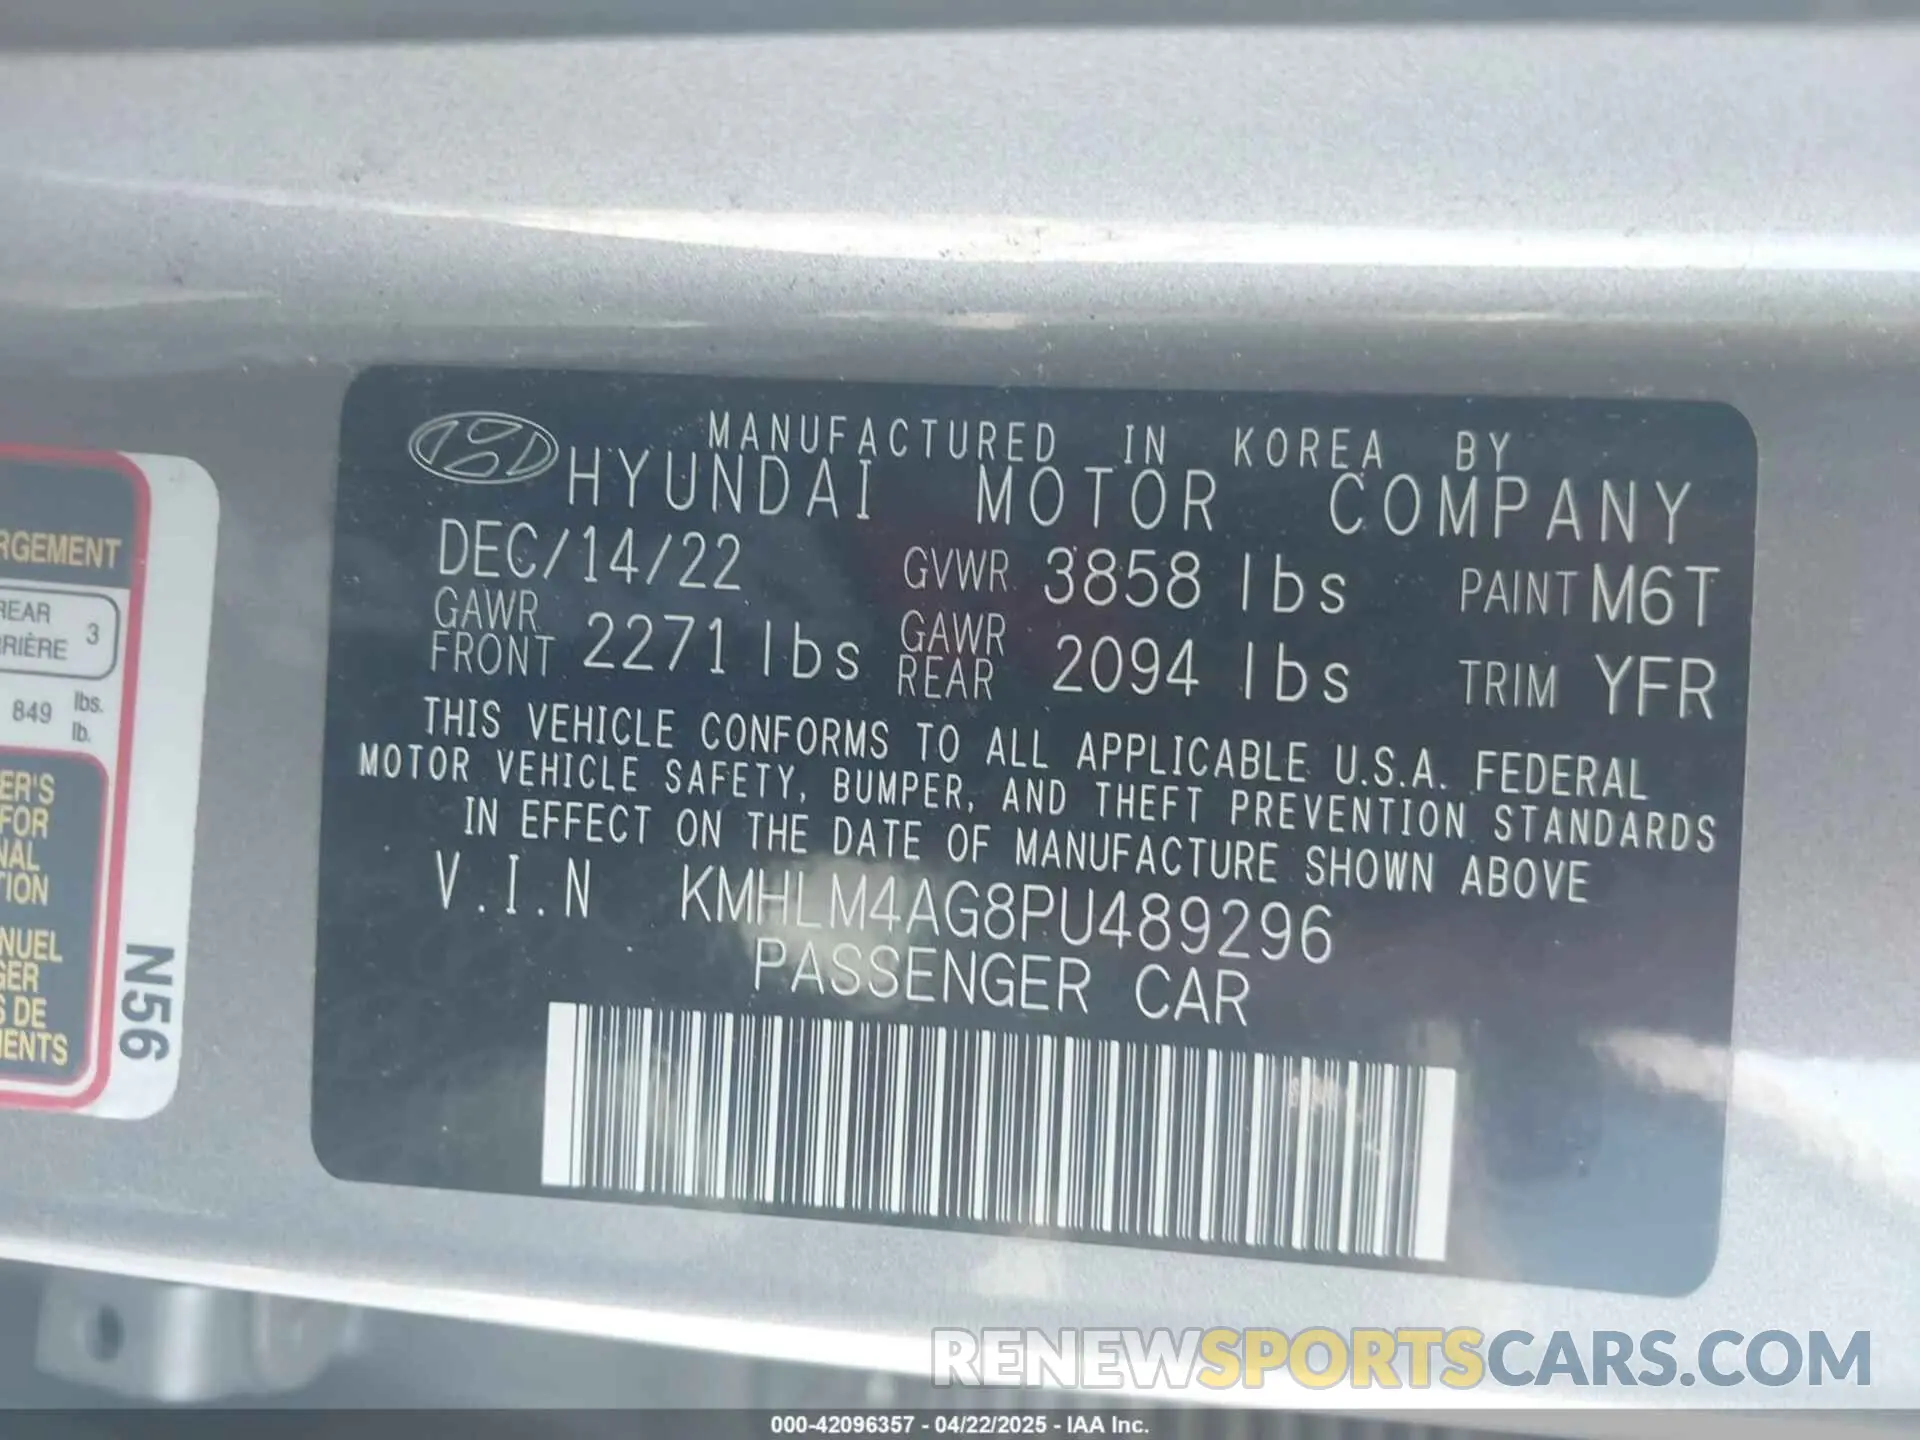 MANUFACTURED IN KOREA BY
HYUNDAI MOTOR COMPANY
DEC/14/22 GVWR 3858 lbs PAINT M6T
GAWR FRONT 2271 lbs GAWR REAR 2094 lbs TRIM YFR
THIS VEHICLE CONFORMS TO ALL APPLICABLE U.S.A. FEDERAL
MOTOR VEHICLE SAFETY, BUMPER, AND THEFT PREVENTION STANDARDS
IN EFFECT ON THE DATE OF MANUFACTURE SHOWN ABOVE
V.I.N KMHLM4AG8PU489296
PASSENGER CAR
RGEMENT
REAR 3
RRIÈRE
849 lbs.
lb.
ER'S
FOR
NAL
TION
NUEL
GER
S DE
MENTS
N56
RENEWSPORTSCARS.COM
000-42096357 - 04/22/2025 - IAA Inc.